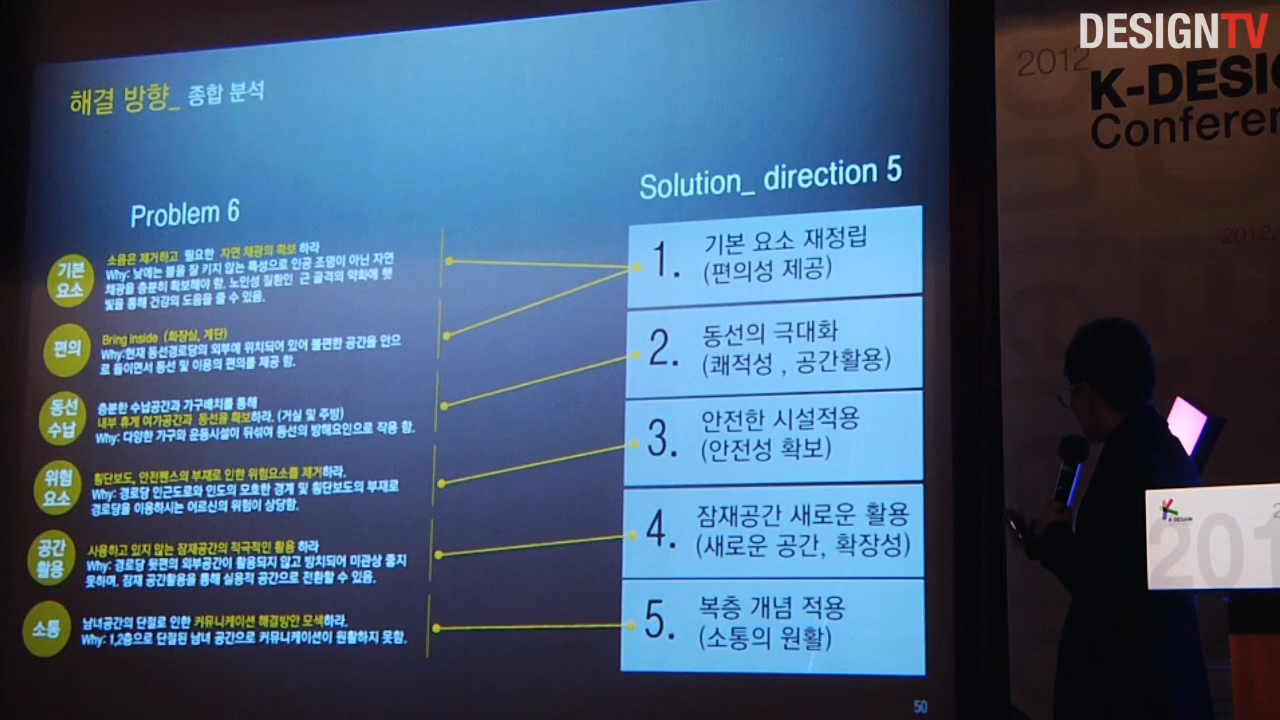 DESIGNTV
2012
K-DESI
Conferen
해결 방향_ 종합 분석
Problem 6
Solution_ direction 5
기본
요소
소음은 제거하고 필요한 자연 채광의 확보 하라
Why: 낮에는 불을 잘 키지 않는 특성으로 인공 조명이 아닌 자연
채광을 충분히 확보해야 함. 노인성 질환인 근 골격의 약화에 햇
빛을 통해 건강의 도움을 줄 수 있음.
편의
Bring inside (화장실, 계단)
Why:현재 동선경로당의 외부에 위치되어 있어 불편한 공간을 안으
로 들이면서 동선 및 이용의 편의를 제공 함.
동선
수납
충분한 수납공간과 가구배치를 통해
내부 휴게 여가공간과 동선을 확보하라. (거실 및 주방)
Why: 다양한 가구와 운동시설이 뒤섞여 동선의 방해요인으로 작용 함.
위험
요소
횡단보도, 안전펜스의 부재로 인한 위험요소를 제거하라.
Why: 경로당 인근도로와 인도의 모호한 경계 및 횡단보도의 부재로
경로당을 이용하시는 어르신의 위험이 상당함.
공간
활용
사용하고 있지 않는 잠재공간의 적극적인 활용 하라
Why: 경로당 뒷편의 외부공간이 활용되지 않고 방치되어 미관상 좋지
못하며, 잠재 공간활용을 통해 실용적 공간으로 전환할 수 있음.
소통
남녀공간의 단절로 인한 커뮤니케이션 해결방안 모색하라.
Why: 1,2층으로 단절된 남녀 공간으로 커뮤니케이션이 원활하지 못함.
1. 기본 요소 재정립
(편의성 제공)
2. 동선의 극대화
(쾌적성 , 공간활용)
3. 안전한 시설적용
(안전성 확보)
4. 잠재공간 새로운 활용
(새로운 공간, 확장성)
5. 복층 개념 적용
(소통의 원활)
50
2012.
K-DESIGN
201